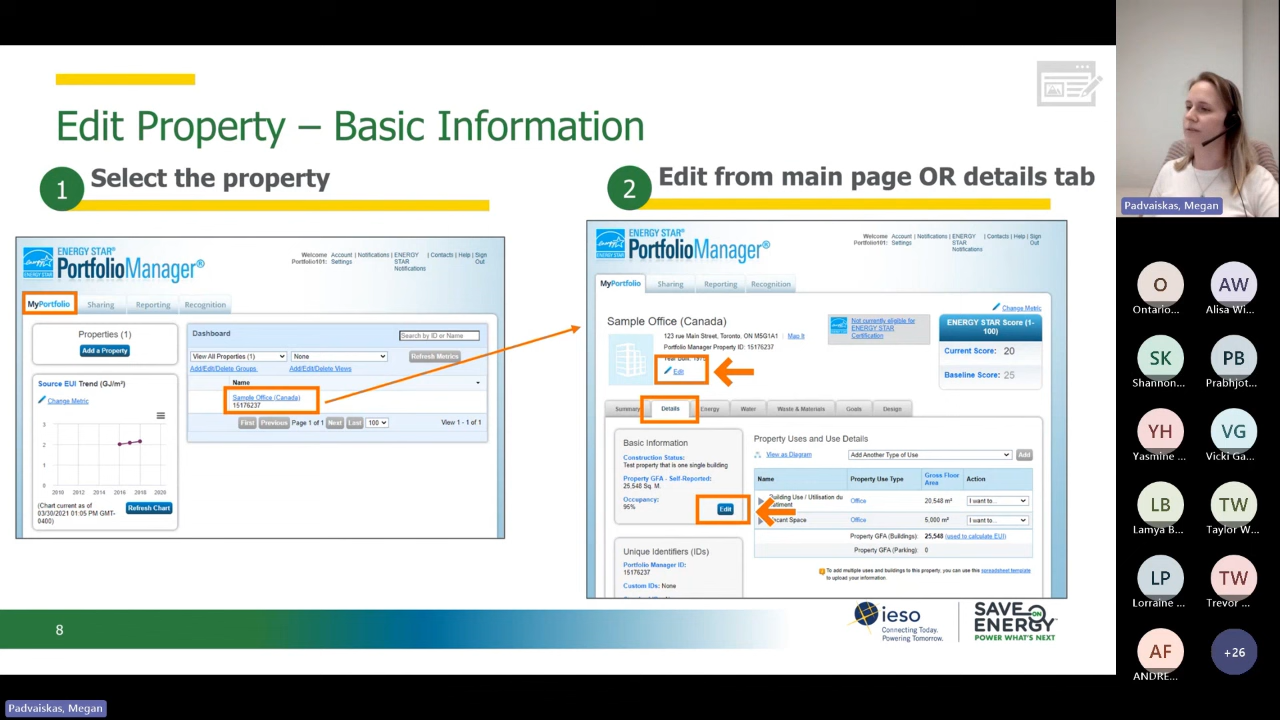 Edit Property – Basic Information
1
Select the property
2
Edit from main page OR details tab
ENERGY STAR®
PortfolioManager®
Welcome Portfolio101:
Account Settings
Notifications
ENERGY STAR Notifications
Contacts
Help
Sign Out
MyPortfolio
Sharing
Reporting
Recognition
Properties (1)
Add a Property
Source EUI Trend (GJ/m²)
Change Metric
3
2
1
0
2010 2012 2014 2016 2018 2020
(Chart current as of
03/30/2021 01:05 PM GMT-
0400)
Refresh Chart
Dashboard
Search by ID or Name
View All Properties (1)
None
Refresh Metrics
Add/Edit/Delete Groups
Add/Edit/Delete Views
Name
Sample Office (Canada)
15176237
First Previous Page 1 of 1 Next Last 100
View 1 - 1 of 1
ENERGY STAR®
PortfolioManager®
Welcome Portfolio101:
Account Settings
Notifications
ENERGY STAR Notifications
Contacts
Help
Sign Out
MyPortfolio
Sharing
Reporting
Recognition
Change Metric
Sample Office (Canada)
123 rue Main Street, Toronto, ON M5G1A1 | Map It
Portfolio Manager Property ID: 15176237
Edit
Not currently eligible for
ENERGY STAR
Certification
ENERGY STAR Score (1-
100)
Current Score: 20
Baseline Score: 25
Summary
Details
Energy
Water
Waste & Materials
Goals
Design
Basic Information
Construction Status:
Test property that is one single building
Property GFA - Self-Reported:
25,548 Sq. M.
Occupancy:
95%
Edit
Unique Identifiers (IDs)
Portfolio Manager ID:
15176237
Custom IDs: None
Property Uses and Use Details
View as Diagram
Add Another Type of Use
Add
Name
Property Use Type
Gross Floor
Area
Action
Building Use / Utilisation du
Office
20,548 m²
I want to...
Office
5,000 m²
I want to...
Property GFA (Buildings): 25,548 (used to calculate EUI)
Property GFA (Parking): 0
To add multiple uses and buildings to this property, you can use this spreadsheet template
to upload your information.
8
ieso
Connecting Today.
Powering Tomorrow.
SAVE ON
ENERGY
POWER WHAT'S NEXT
Padvaiskas, Megan
O
Ontario...
AW
Alisa Wi...
SK
Shannon...
PB
Prabhjot...
YH
Yasmine ...
VG
Vicki Ga...
LB
Lamya B...
TW
Taylor W...
LP
Lorraine ...
TW
Trevor ...
AF
ANDRE...
+26
Padvaiskas, Megan